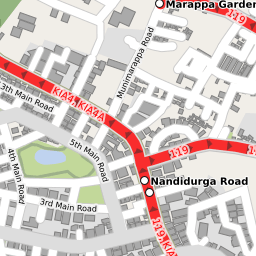 Marappa Garden
119
Munimarappa Road
KIA4, KIA4A
3th Main Road
5th Main Road
119
4th Main Road
Nandidurga Road
3rd Main Road
119, KIA